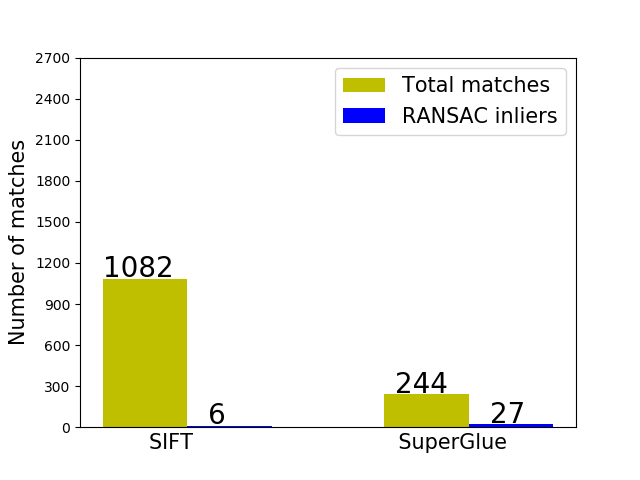 2700
2400
2100
1800
1500
1200
900
600
300
0
Number of matches
Total matches
RANSAC inliers
1082
6
244
27
SIFT
SuperGlue